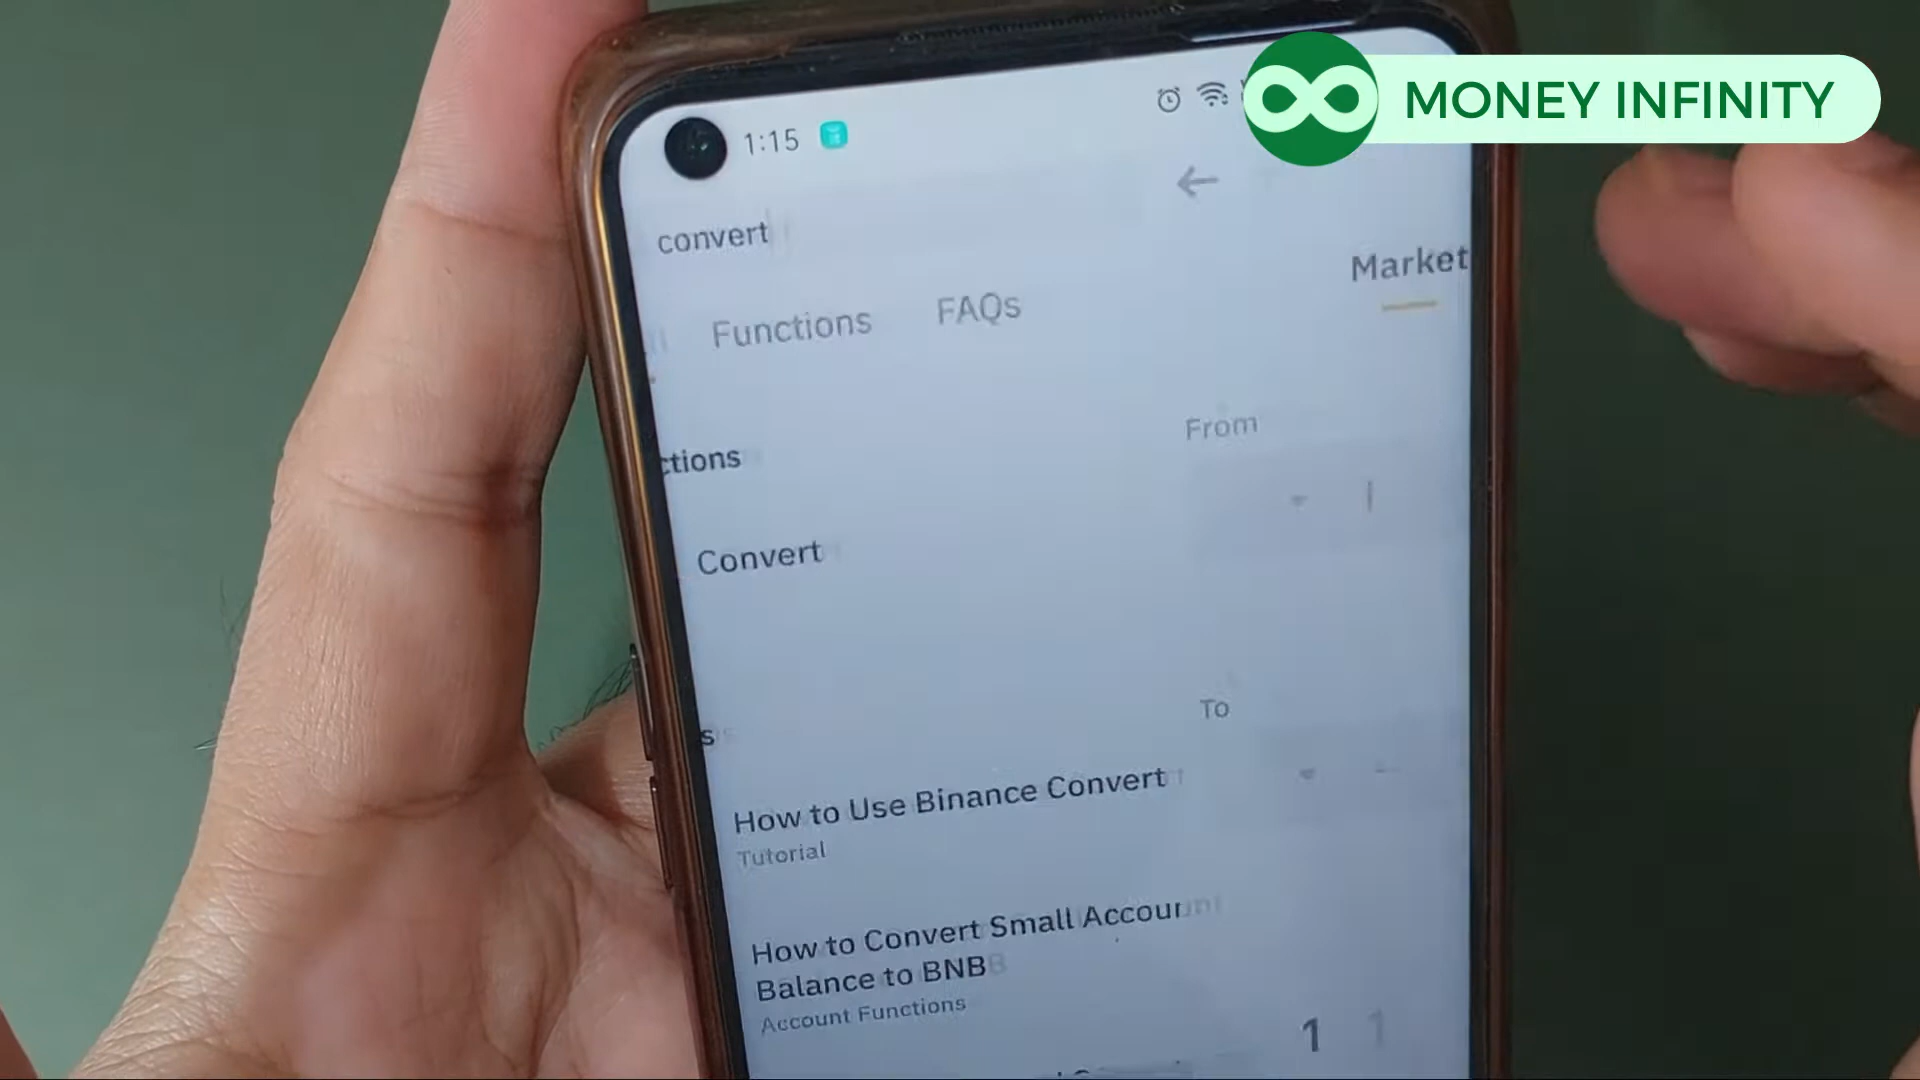 MONEY INFINITY
1:15
convert
Functions FAQs
Market
ctions
From
Convert
s
To
How to Use Binance Convert
Tutorial
How to Convert Small Accoun
Balance to BNB
Account Functions
1 1